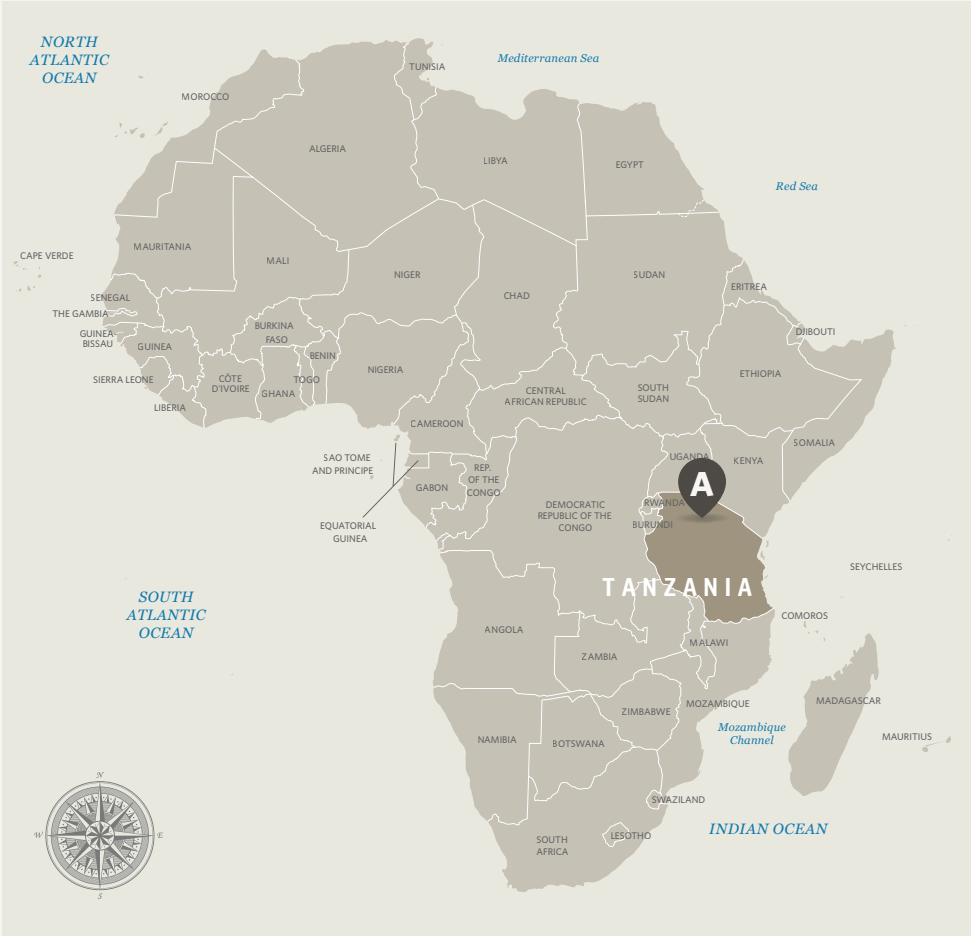 NORTH
ATLANTIC
OCEAN
Mediterranean Sea
TUNISIA
MOROCCO
ALGERIA
LIBYA
EGYPT
Red Sea
MAURITANIA
CAPE VERDE
MALI
NIGER
CHAD
SUDAN
ERITREA
SENEGAL
THE GAMBIA
GUINEA-
BISSAU
GUINEA
BURKINA
FASO
BENIN
DJIBOUTI
SIERRA LEONE
CÔTE
D'IVOIRE
GHANA
TOGO
NIGERIA
ETHIOPIA
LIBERIA
CENTRAL
AFRICAN REPUBLIC
SOUTH
SUDAN
CAMEROON
SOMALIA
SAO TOME
AND PRINCIPE
UGANDA
KENYA
REP.
OF THE
CONGO
GABON
A
RWANDA
DEMOCRATIC
REPUBLIC OF THE
CONGO
BURUNDI
EQUATORIAL
GUINEA
SEYCHELLES
TANZANIA
SOUTH
ATLANTIC
OCEAN
COMOROS
ANGOLA
MALAWI
ZAMBIA
MADAGASCAR
MOZAMBIQUE
ZIMBABWE
Mozambique
Channel
MAURITIUS
NAMIBIA
BOTSWANA
SWAZILAND
INDIAN OCEAN
LESOTHO
SOUTH
AFRICA
N
W
E
S